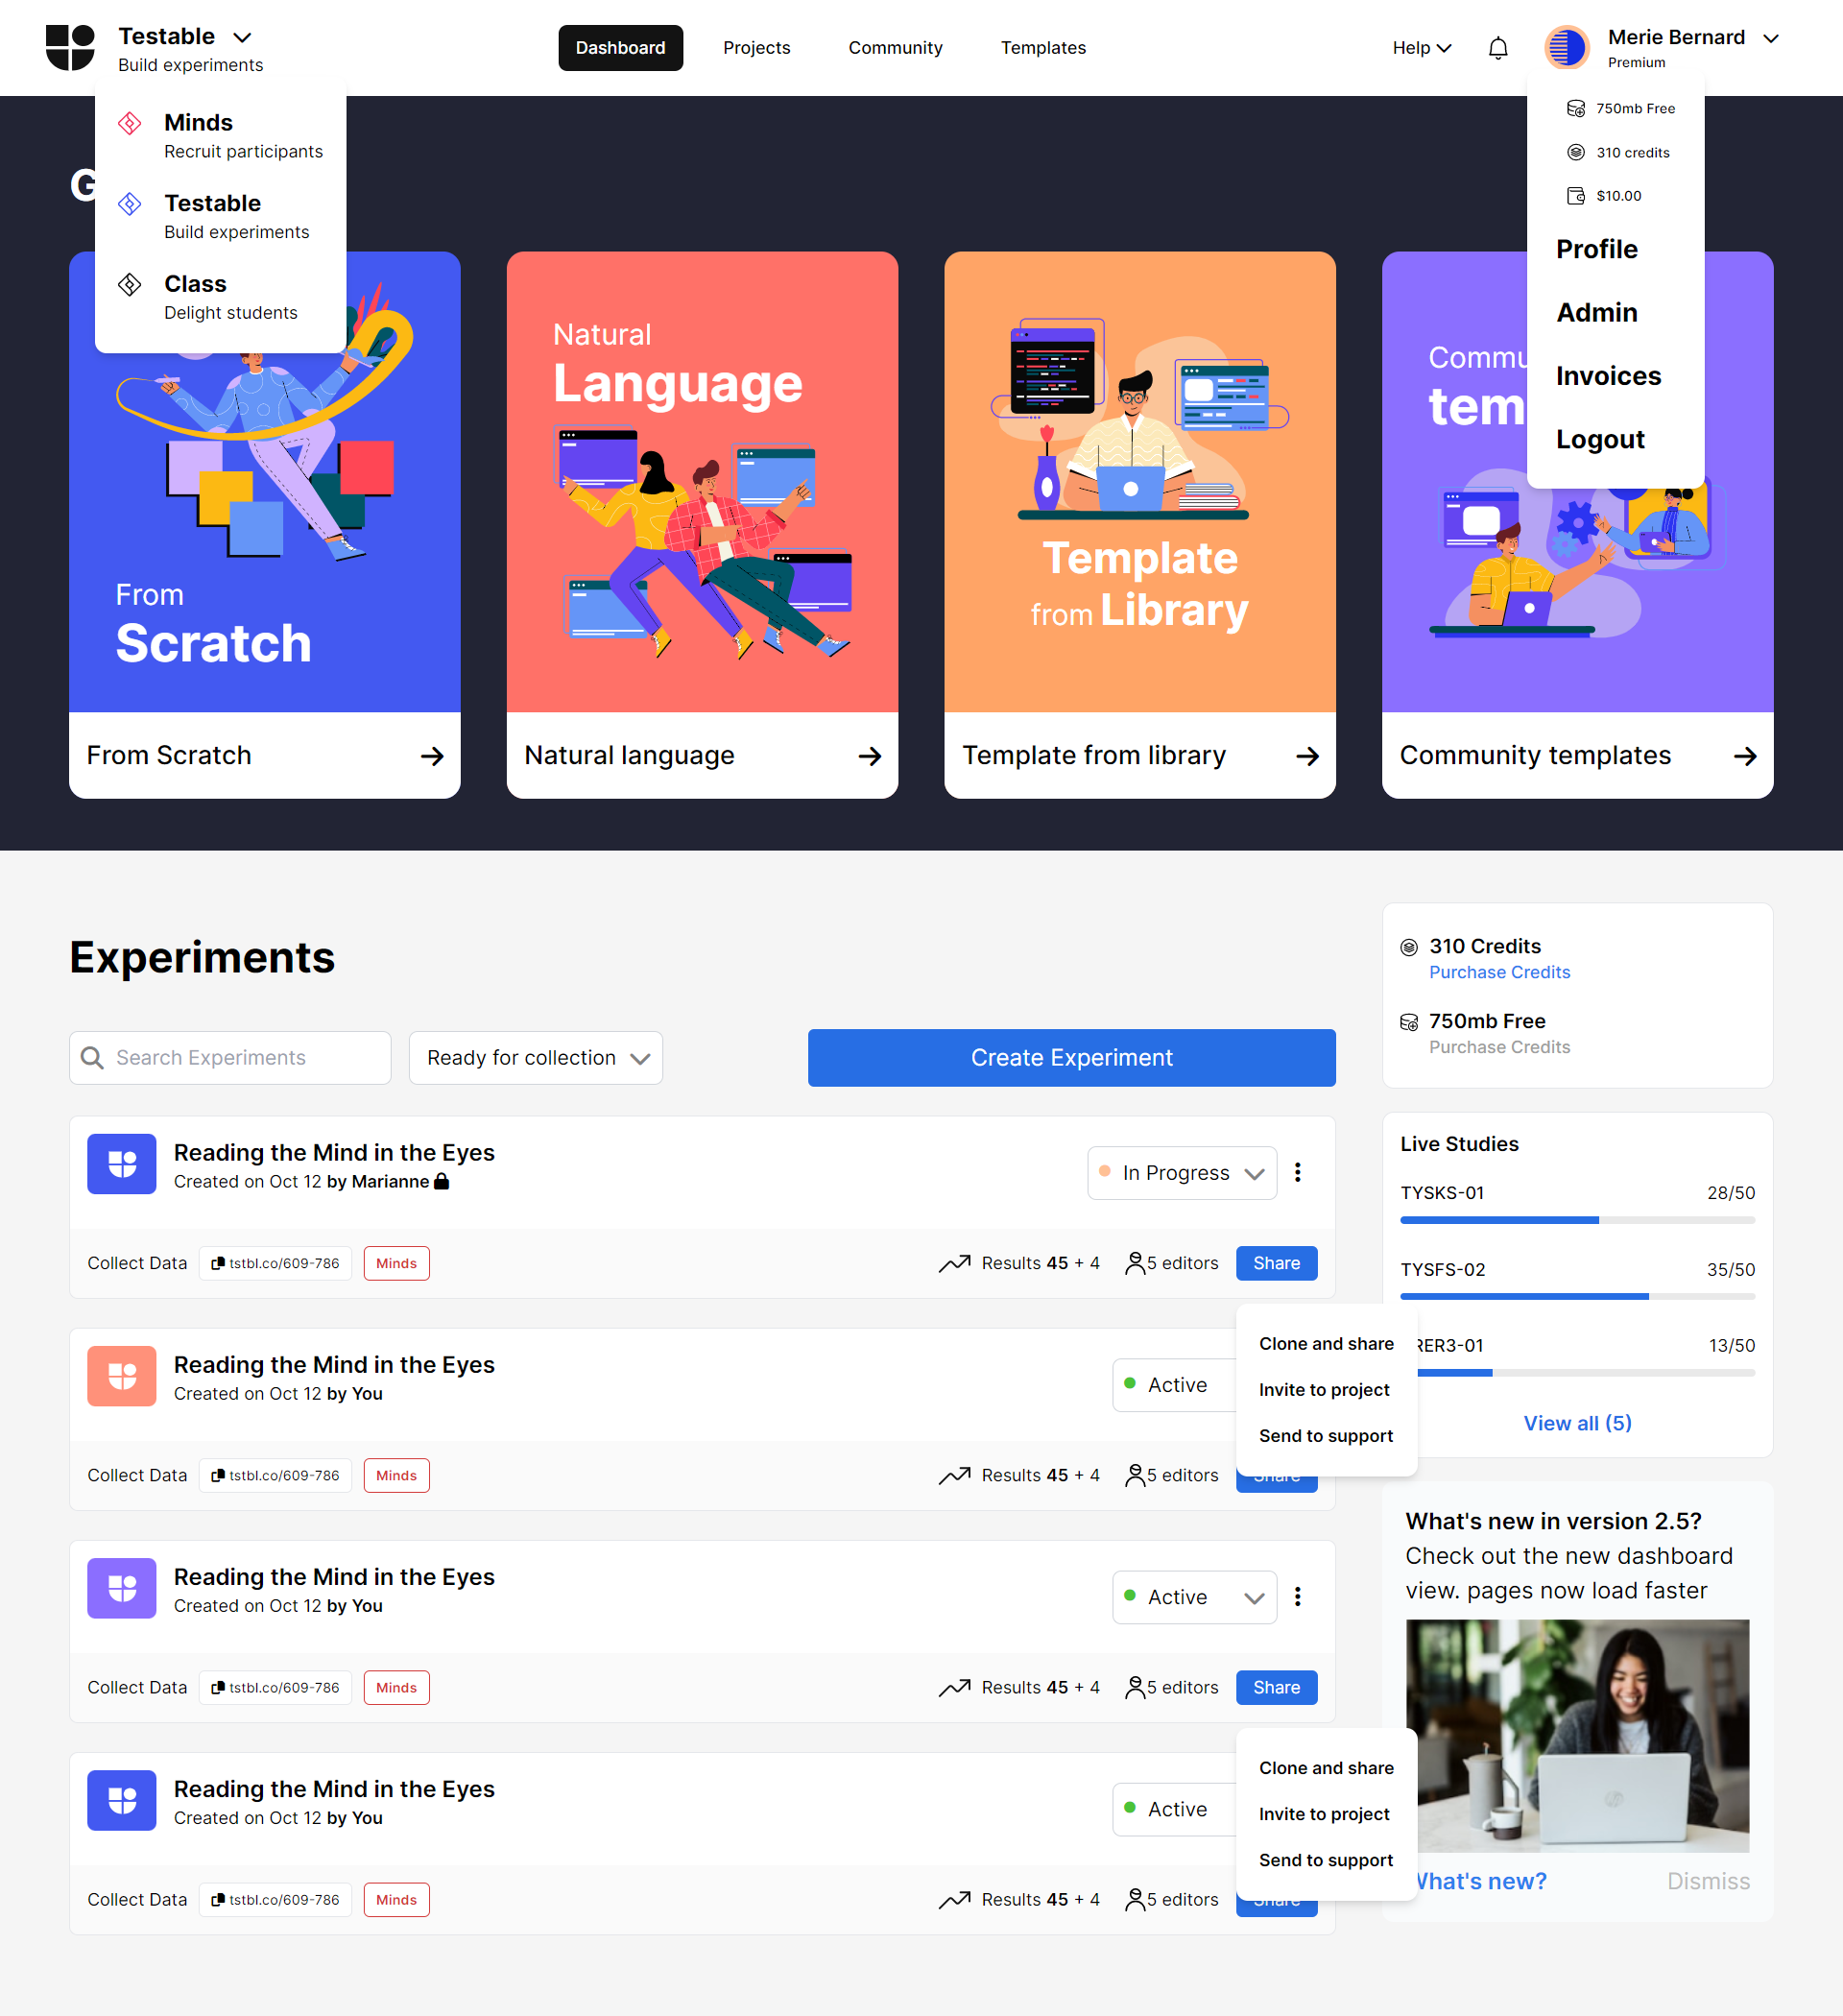 Testable
Build experiments
Dashboard
Projects
Community
Templates
Help
Merie Bernard
Premium
Minds
Recruit participants
Testable
Build experiments
Class
Delight students
750mb Free
310 credits
$10.00
Profile
Admin
Invoices
Logout
G
From
Scratch
From Scratch
Natural
Language
Natural language
Template
from Library
Template from library
Commu
tem
Community templates
Experiments
Search Experiments
Ready for collection
Create Experiment
Reading the Mind in the Eyes
Created on Oct 12 by Marianne
In Progress
Collect Data
tstbl.co/609-786
Minds
Results 45 + 4
5 editors
Share
Clone and share
Invite to project
Send to support
Reading the Mind in the Eyes
Created on Oct 12 by You
Active
Collect Data
tstbl.co/609-786
Minds
Results 45 + 4
5 editors
Share
Reading the Mind in the Eyes
Created on Oct 12 by You
Active
Collect Data
tstbl.co/609-786
Minds
Results 45 + 4
5 editors
Share
Clone and share
Invite to project
Send to support
Reading the Mind in the Eyes
Created on Oct 12 by You
Active
Collect Data
tstbl.co/609-786
Minds
Results 45 + 4
5 editors
Share
310 Credits
Purchase Credits
750mb Free
Purchase Credits
Live Studies
TYSKS-01 28/50
TYSFS-02 35/50
RER3-01 13/50
View all (5)
What's new in version 2.5?
Check out the new dashboard
view. pages now load faster
What's new?
Dismiss